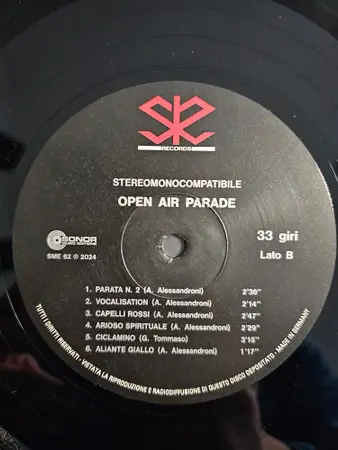 RECORDS
STEREOMONOCOMPATIBILE
OPEN AIR PARADE
SONOR
MUSIC EDITIONS
SME 62 ℗ 2024
33 giri
Lato B
1. PARATA N. 2 (A. Alessandroni) 2'30"
2. VOCALISATION (A. Alessandroni) 2'14"
3. CAPELLI ROSSI (A. Alessandroni) 2'47"
4. ARIOSO SPIRITUALE (A. Alessandroni) 2'29"
5. CICLAMINO (G. Tommaso) 3'15"
6. ALIANTE GIALLO (A. Alessandroni) 1'17"
TUTTI I DIRITTI RISERVATI - VIETATA LA RIPRODUZIONE E RADIODIFFUSIONE DI QUESTO DISCO DEPOSITATO - MADE IN GERMANY